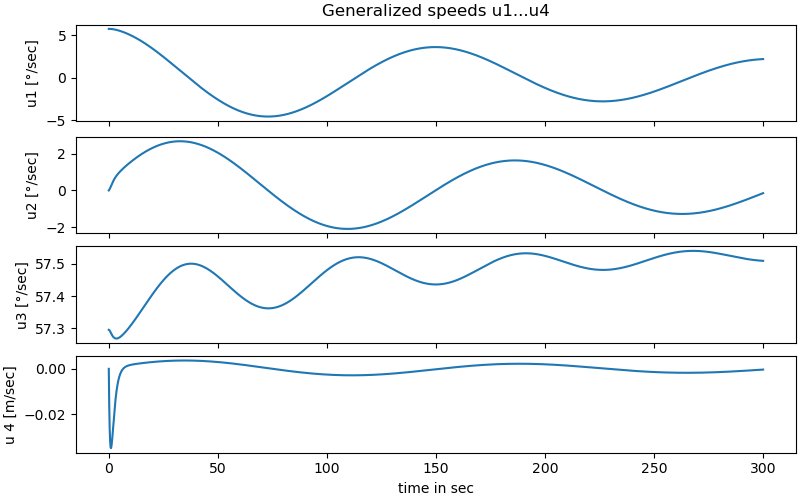 Generalized speeds u1...u4
u1 [°/sec]
5
0
−5
u2 [°/sec]
2
0
−2
u3 [°/sec]
57.5
57.4
57.3
u 4 [m/sec]
0.00
−0.02
0 50 100 150 200 250 300
time in sec